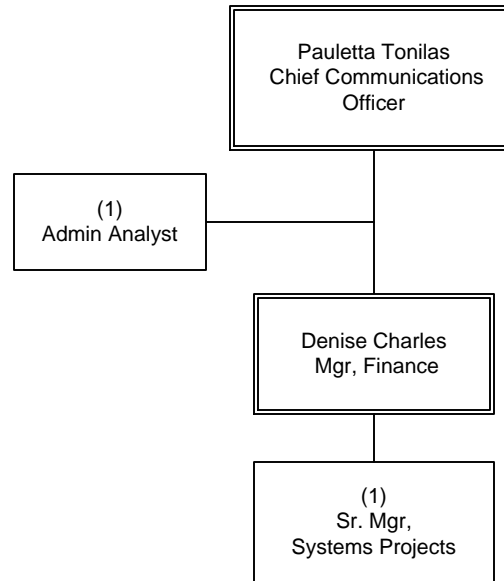 Pauletta Tonilas
Chief Communications
Officer
(1)
Admin Analyst
Denise Charles
Mgr, Finance
(1)
Sr. Mgr,
Systems Projects